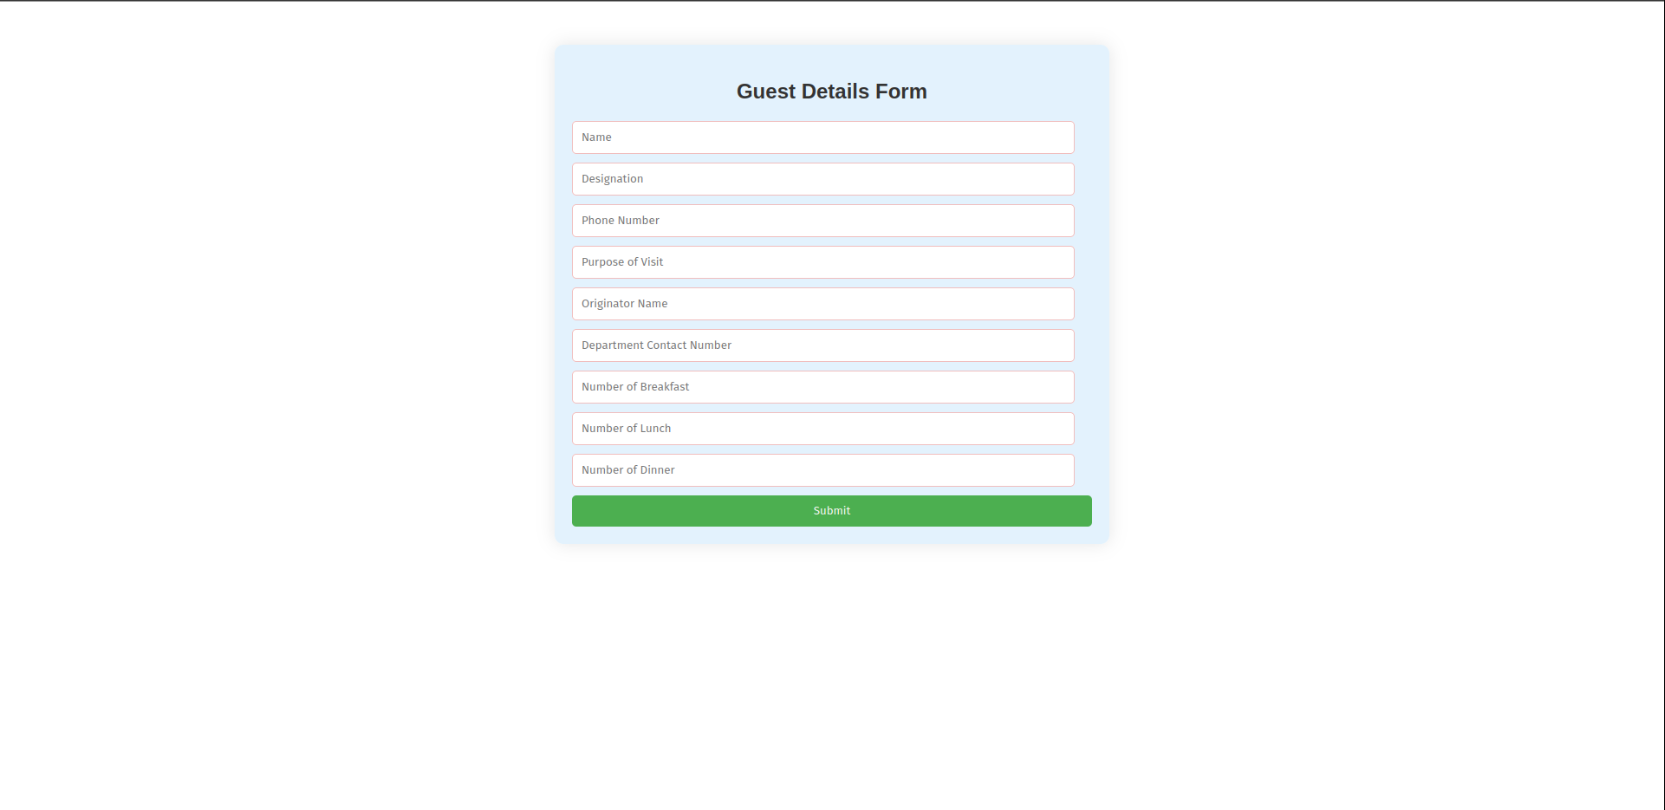 Guest Details Form
Name
Designation
Phone Number
Purpose of Visit
Originator Name
Department Contact Number
Number of Breakfast
Number of Lunch
Number of Dinner
Submit